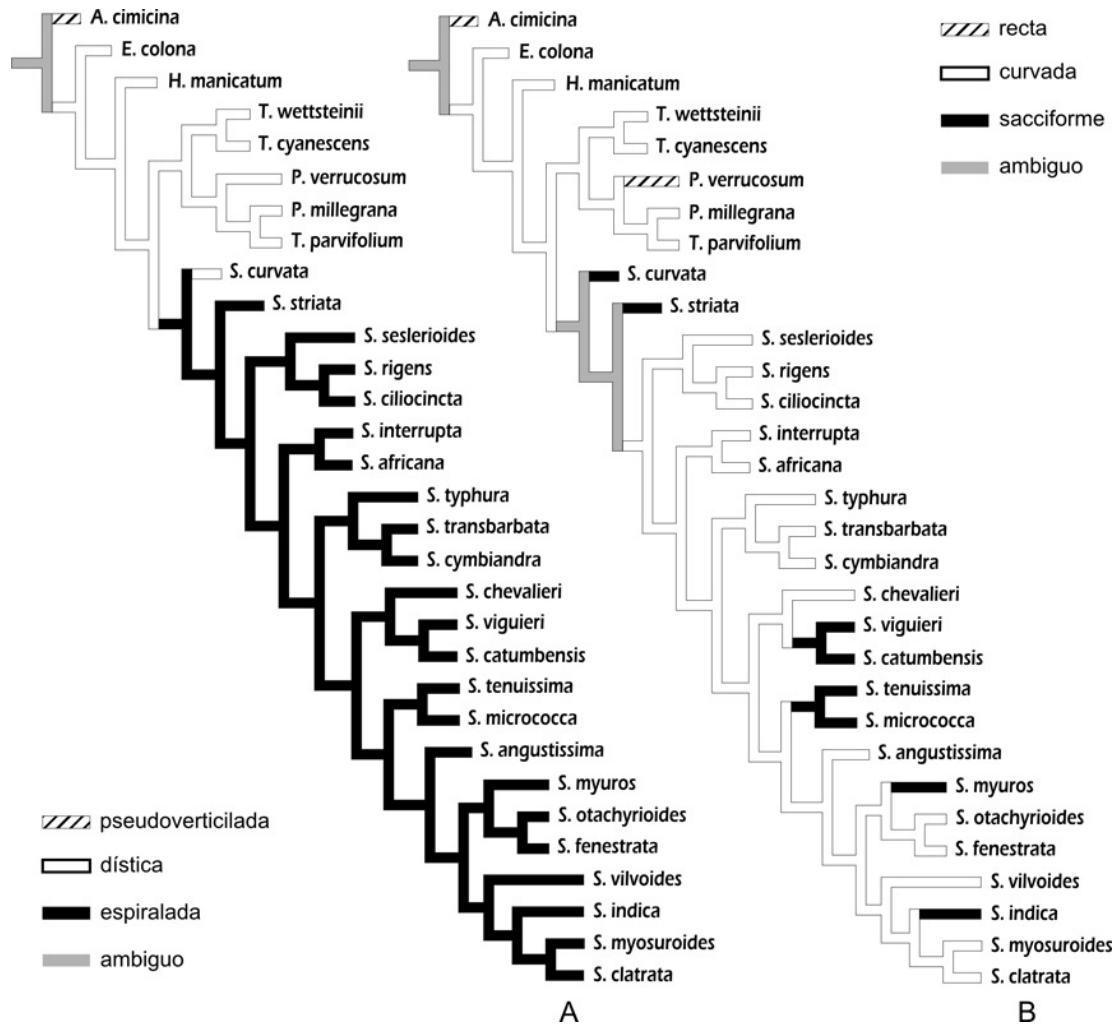 A. cimicina
E. colona
H. manicatum
T. wettsteinii
T. cyanescens
P. verrucosum
P. millegrana
T. parvifolium
S. curvata
S. striata
S. seslerioides
S. rigens
S. ciliocincta
S. interrupta
S. africana
S. typhura
S. transbarbata
S. cymbiandra
S. chevalieri
S. viguieri
S. catumbensis
S. tenuissima
S. micrococca
S. angustissima
S. myuros
S. otachyrioides
S. fenestrata
S. vilvoides
S. indica
S. myosuroides
S. clatrata
pseudoverticilada
dística
espiralada
ambiguo
A
A. cimicina
E. colona
H. manicatum
T. wettsteinii
T. cyanescens
P. verrucosum
P. millegrana
T. parvifolium
S. curvata
S. striata
S. seslerioides
S. rigens
S. ciliocincta
S. interrupta
S. africana
S. typhura
S. transbarbata
S. cymbiandra
S. chevalieri
S. viguieri
S. catumbensis
S. tenuissima
S. micrococca
S. angustissima
S. myuros
S. otachyrioides
S. fenestrata
S. vilvoides
S. indica
S. myosuroides
S. clatrata
recta
curvada
sacciforme
ambiguo
B